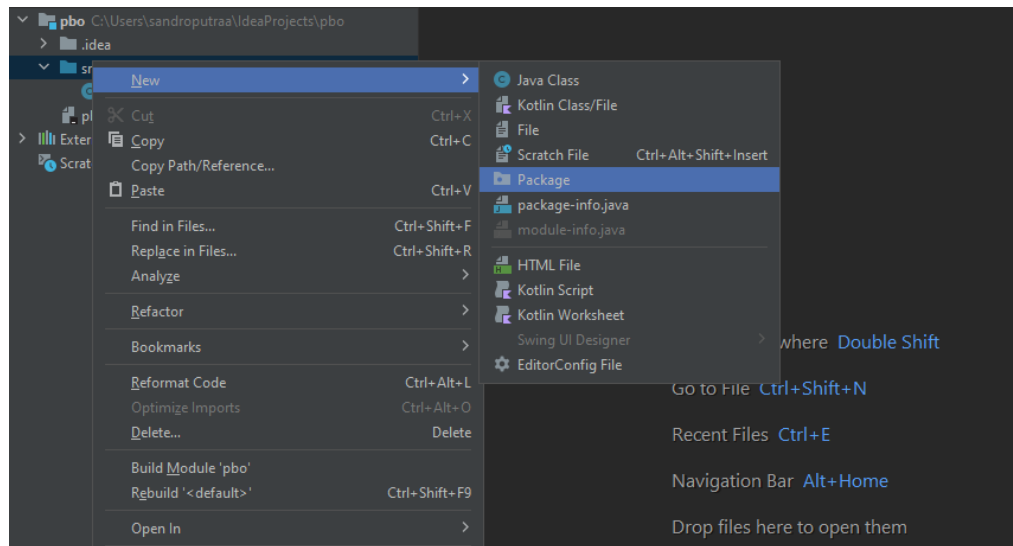 pbo C:\Users\sandroputraa\IdeaProjects\pbo
.idea
New
Cut Ctrl+X
Copy Ctrl+C
Copy Path/Reference...
Paste Ctrl+V
Find in Files... Ctrl+Shift+F
Replace in Files... Ctrl+Shift+R
Analyze
Refactor
Bookmarks
Reformat Code Ctrl+Alt+L
Optimize Imports Ctrl+Alt+O
Delete... Delete
Build Module 'pbo'
Rebuild '<default>' Ctrl+Shift+F9
Open In
Java Class
Kotlin Class/File
File
Scratch File Ctrl+Alt+Shift+Insert
Package
package-info.java
module-info.java
HTML File
Kotlin Script
Kotlin Worksheet
Swing UI Designer
EditorConfig File
where Double Shift
Go to File Ctrl+Shift+N
Recent Files Ctrl+E
Navigation Bar Alt+Home
Drop files here to open them